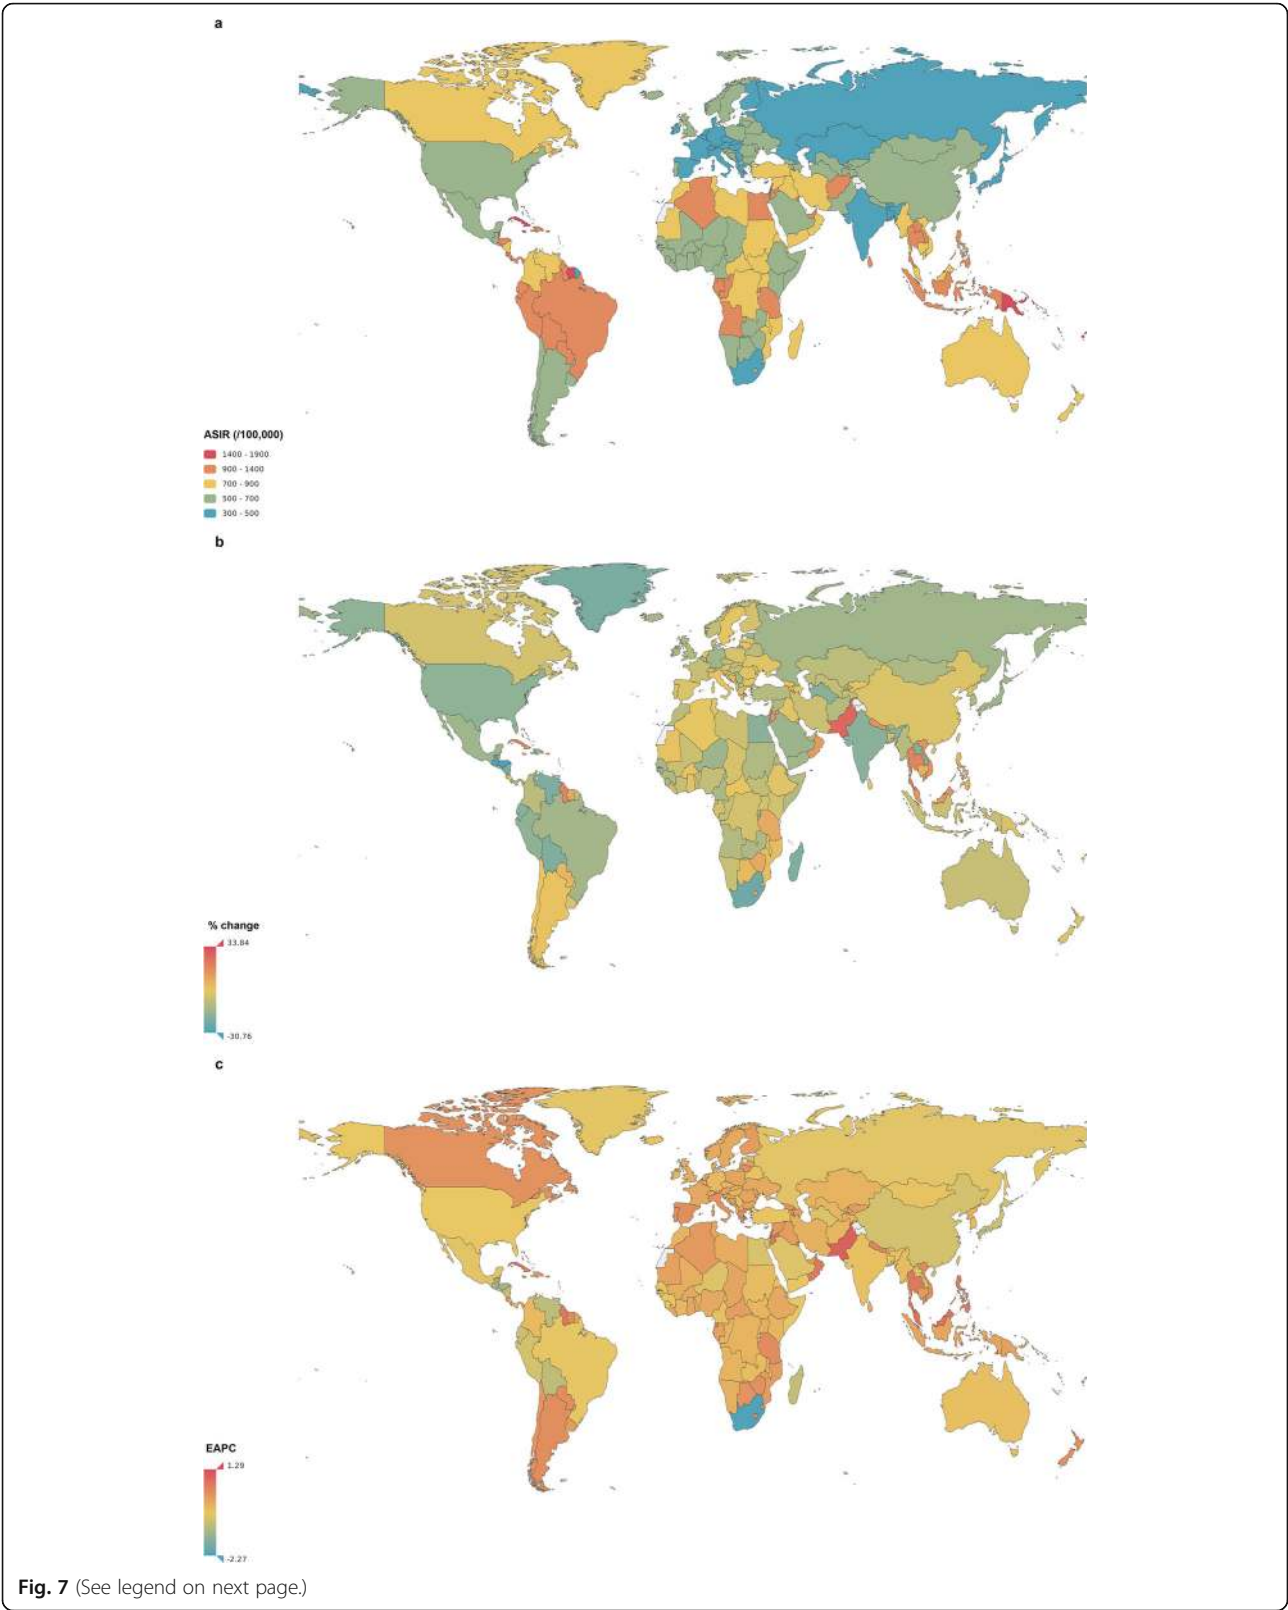 a
ASIR (/100,000)
1400 - 1900
900 - 1400
700 - 900
500 - 700
300 - 500
b
% change
33.84
-30.76
c
EAPC
1.29
-2.27
Fig. 7 (See legend on next page.)